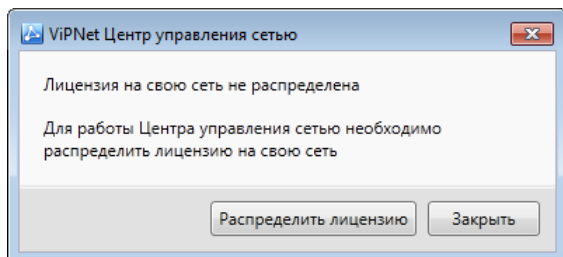 ViPNet Центр управления сетью
Лицензия на свою сеть не распределена
Для работы Центра управления сетью необходимо
распределить лицензию на свою сеть
Распределить лицензию Закрыть